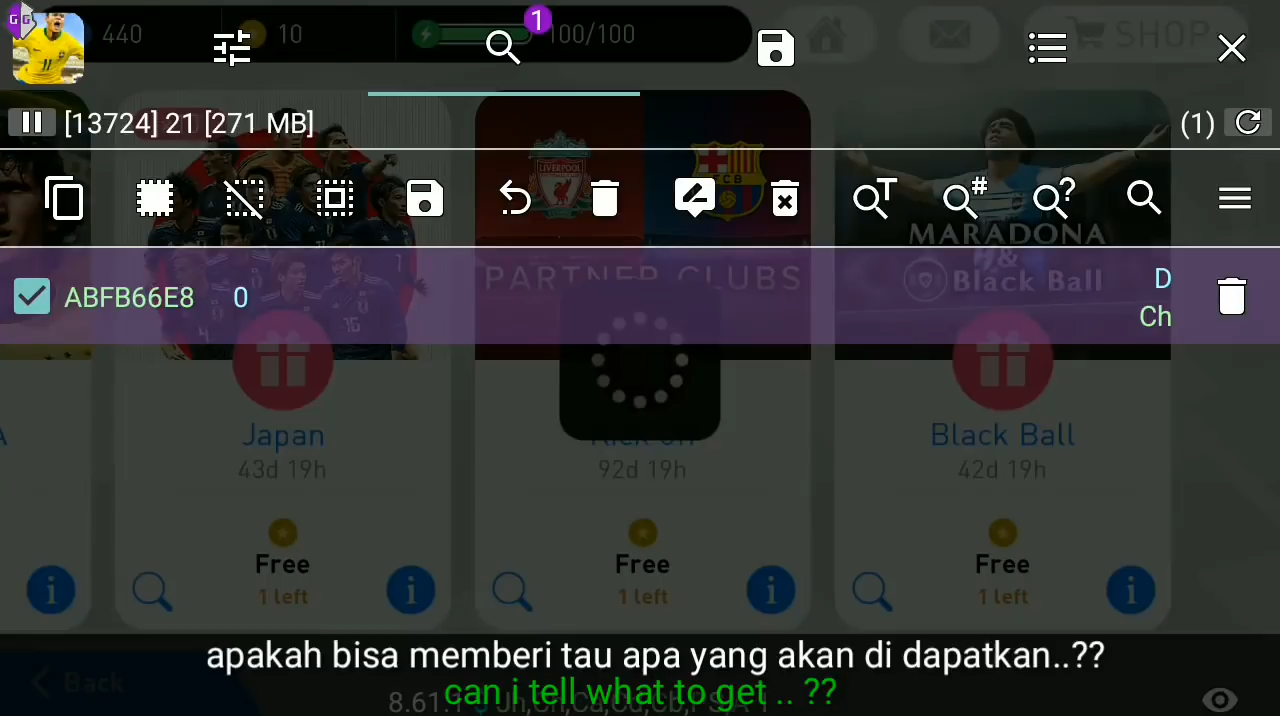 440
10
100/100
SHOP
1
[13724] 21 [271 MB]
(1)
MARADONA
&
Black Ball
PARTNER CLUBS
ABFB66E8 0
D
Ch
Japan
43d 19h
92d 19h
Black Ball
42d 19h
Free
1 left
Free
1 left
Free
1 left
apakah bisa memberi tau apa yang akan di dapatkan..??
can i tell what to get .. ??
Back